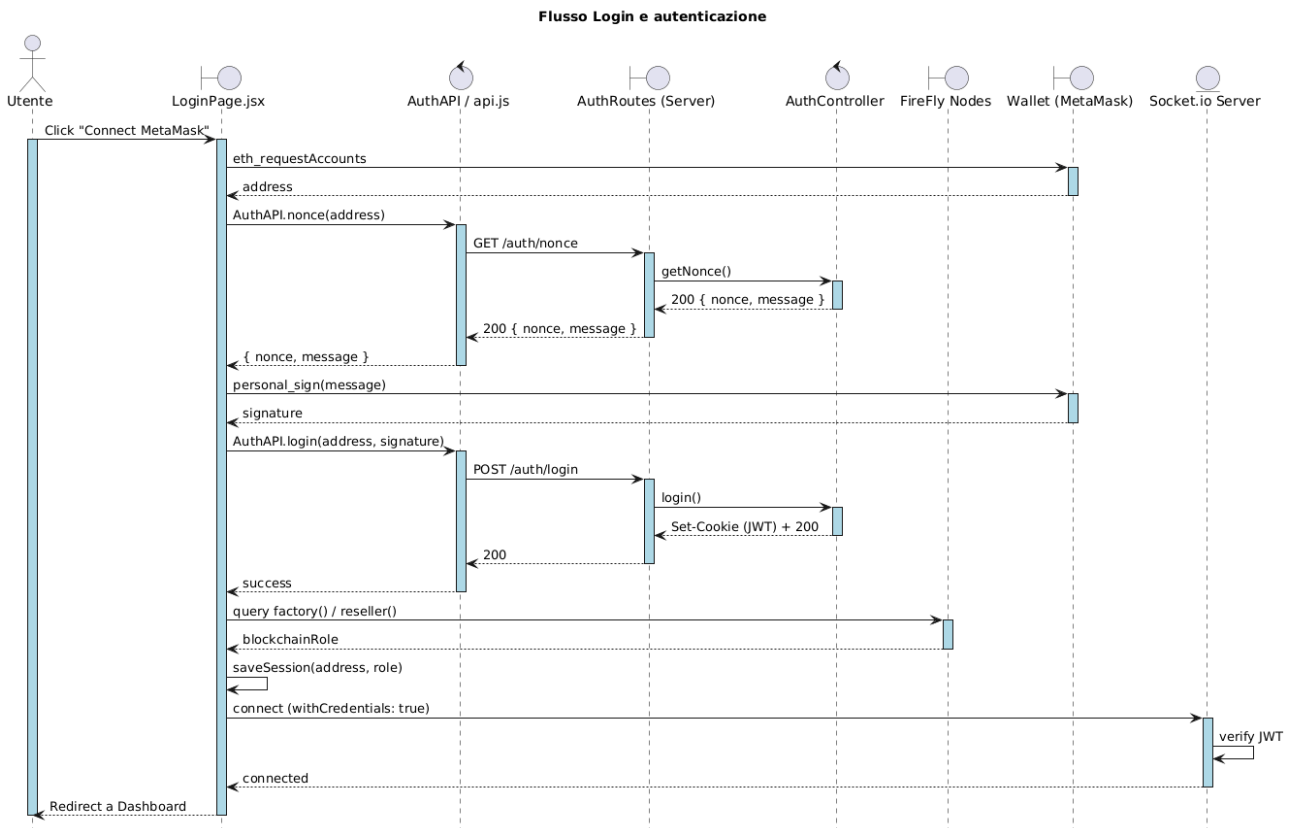 Flusso Login e autenticazione
Utente
LoginPage.jsx
AuthAPI / api.js
AuthRoutes (Server)
AuthController
FireFly Nodes
Wallet (MetaMask)
Socket.io Server
Click "Connect MetaMask"
eth_requestAccounts
address
AuthAPI.nonce(address)
GET /auth/nonce
getNonce()
200 { nonce, message }
200 { nonce, message }
{ nonce, message }
personal_sign(message)
signature
AuthAPI.login(address, signature)
POST /auth/login
login()
Set-Cookie (JWT) + 200
200
success
query factory() / reseller()
blockchainRole
saveSession(address, role)
connect (withCredentials: true)
verify JWT
connected
Redirect a Dashboard